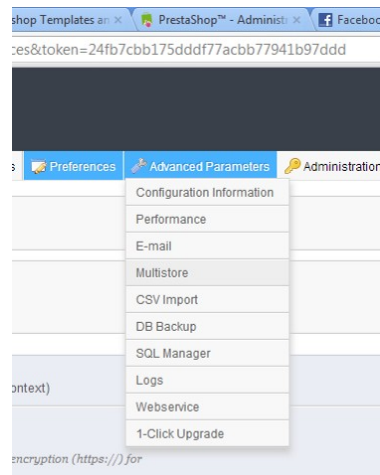 shop Templates an
PrestaShop™ - Administ
Faceboo
ces&token=24fb7cbb175dddf77acbb77941b97ddd
s
Preferences
Advanced Parameters
Administration
Configuration Information
Performance
E-mail
Multistore
CSV Import
DB Backup
SQL Manager
Logs
Webservice
1-Click Upgrade
ontext)
encryption (https://) for